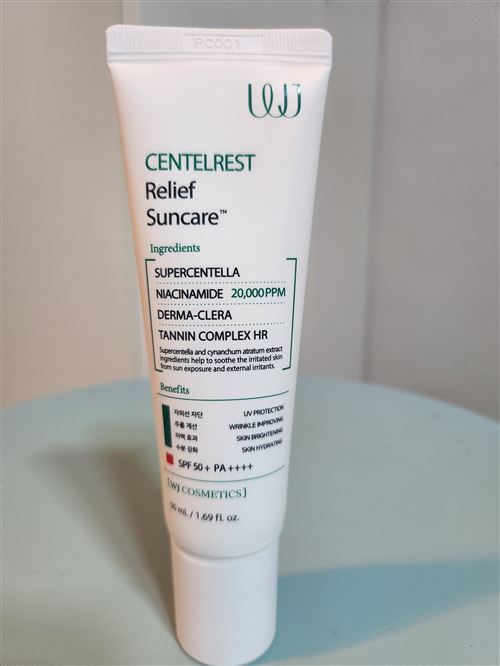 PC001
WJ
CENTELREST
Relief
Suncare™
Ingredients
SUPERCENTELLA
NIACINAMIDE 20,000PPM
DERMA-CLERA
TANNIN COMPLEX HR
Supercentella and cynanchum atratum extract
ingredients help to soothe the irritated skin
from sun exposure and external irritants.
Benefits
자외선 차단 UV PROTECTION
주름 개선 WRINKLE IMPROVING
미백 효과 SKIN BRIGHTENING
수분 강화 SKIN HYDRATING
SPF 50+ PA++++
[WJ COSMETICS]
50 ml. / 1.69 fl. oz.